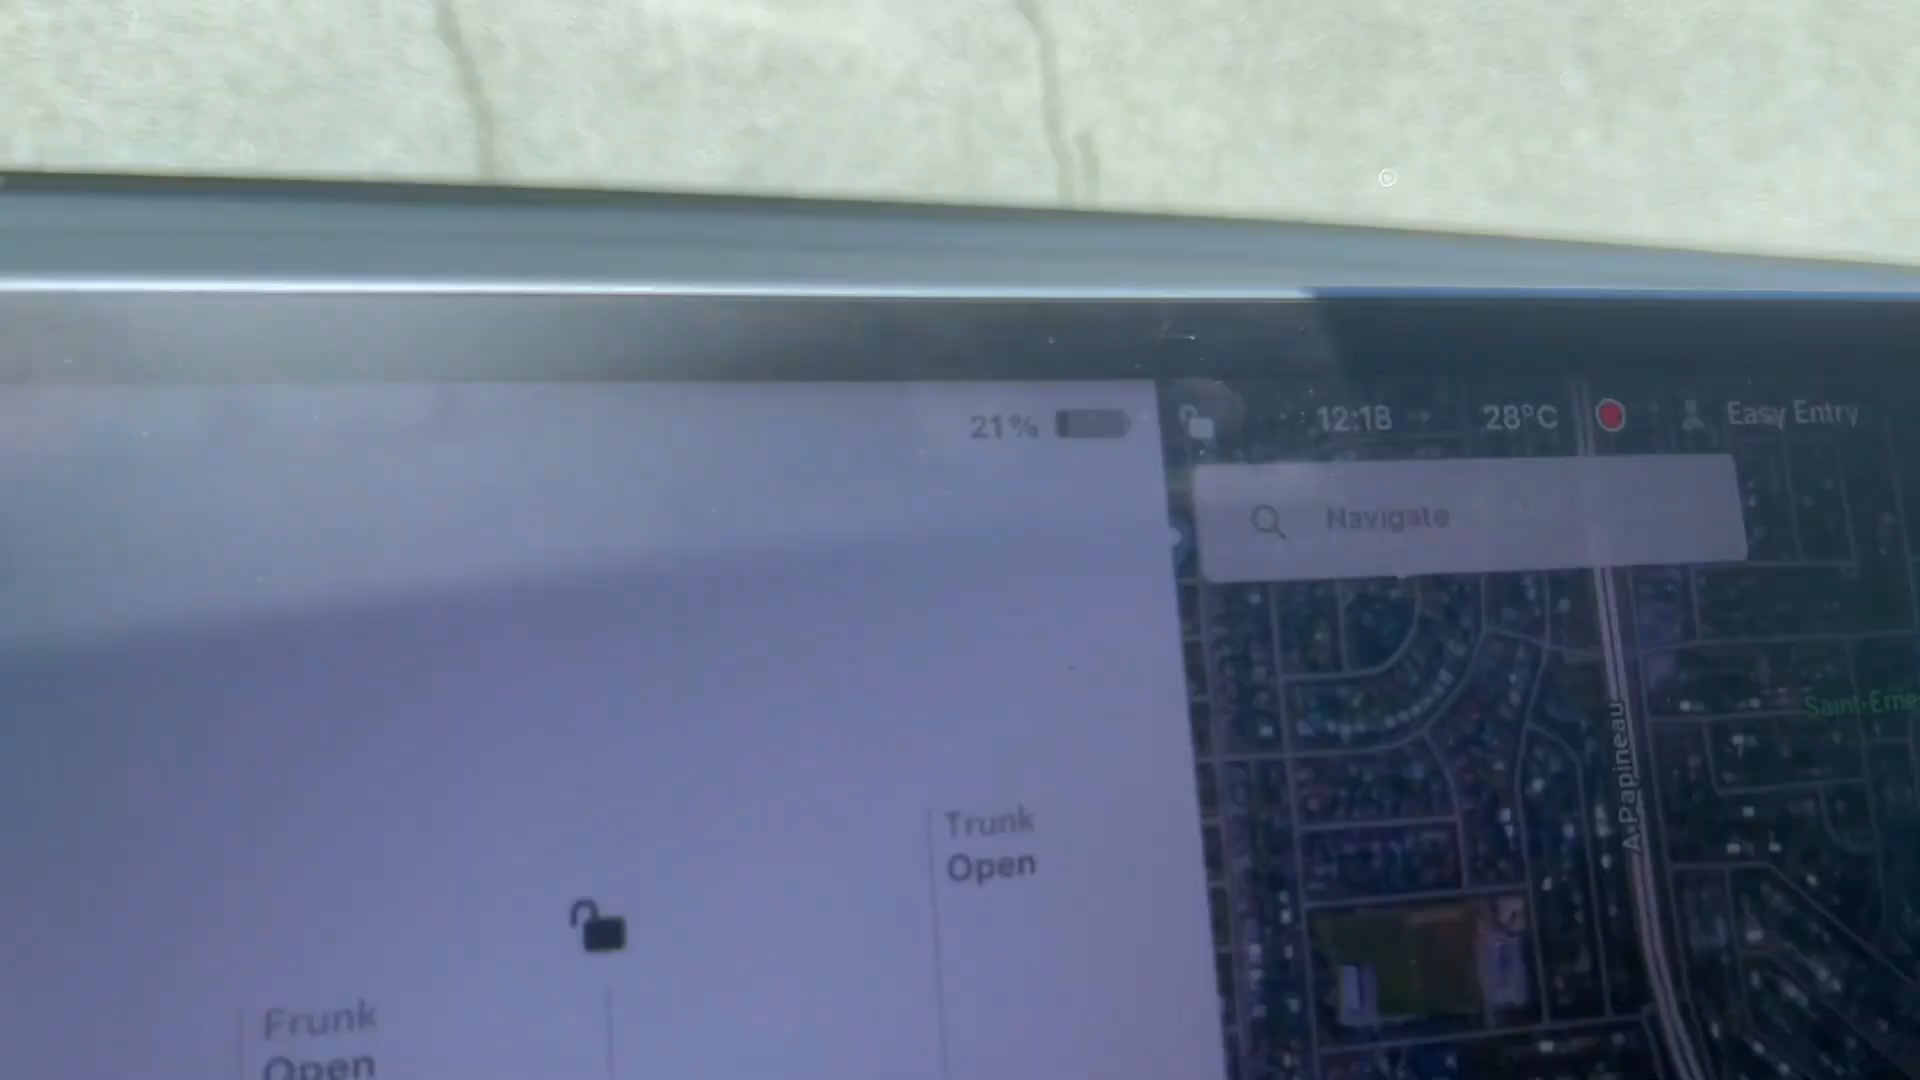 21%
12:18
28°C
Easy Entry
Navigate
Trunk
Open
Frunk
Open
A-Papineau